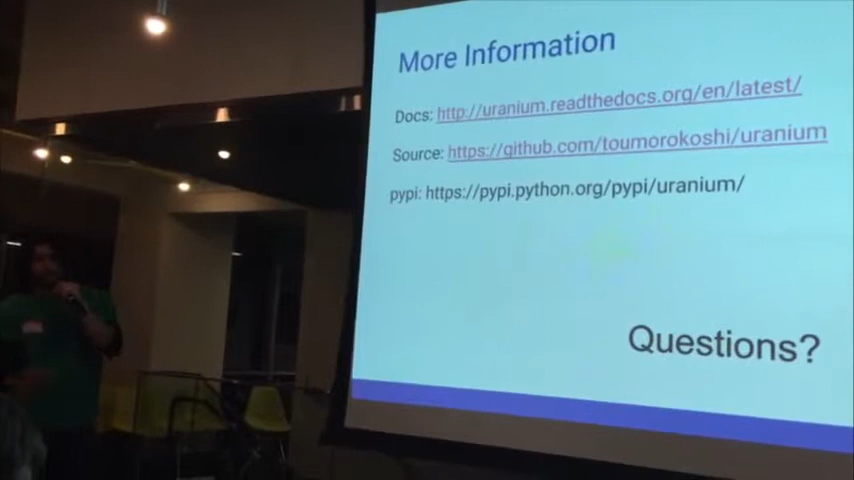 More Information
Docs: http://uranium.readthedocs.org/en/latest/
Source: https://github.com/toumorokoshi/uranium
pypi: https://pypi.python.org/pypi/uranium/
Questions?